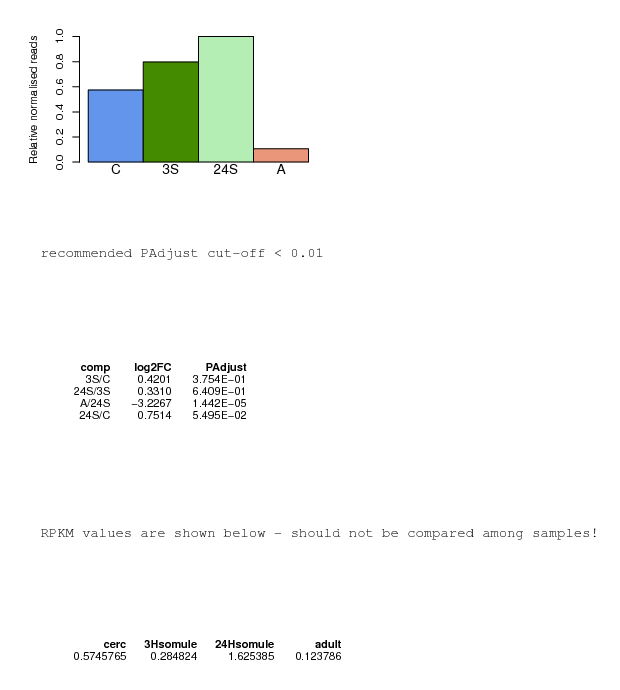 Relative normalised reads
1.0
0.8
0.6
0.4
0.2
0.0
C 3S 24S A
recommended PAdjust cut-off < 0.01
comp log2FC PAdjust
3S/C 0.4201 3.754E-01
24S/3S 0.3310 6.409E-01
A/24S -3.2267 1.442E-05
24S/C 0.7514 5.495E-02
RPKM values are shown below - should not be compared among samples!
cerc 3Hsomule 24Hsomule adult
0.5745765 0.284824 1.625385 0.123786